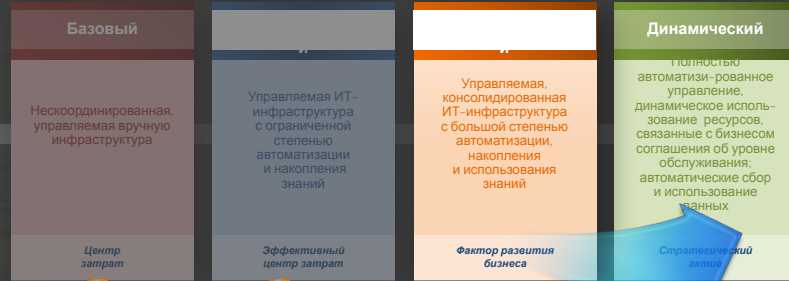 Базовый
Нескоординированная,
управляемая вручную
инфраструктура
Центр
затрат
й
Управляемая ИТ-
инфраструктура
с ограниченной
степенью
автоматизации
и накопления
знаний
Эффективный
центр затрат
й
Управляемая,
консолидированная
ИТ-инфраструктура
с большой степенью
автоматизации,
накопления
и использования
знаний
Фактор развития
бизнеса
Динамический
Полностью
автоматизи-рованное
управление,
динамическое исполь-
зование ресурсов,
связанные с бизнесом
соглашения об уровне
обслуживания;
автоматические сбор
и использование
данных
Стратегический
актив